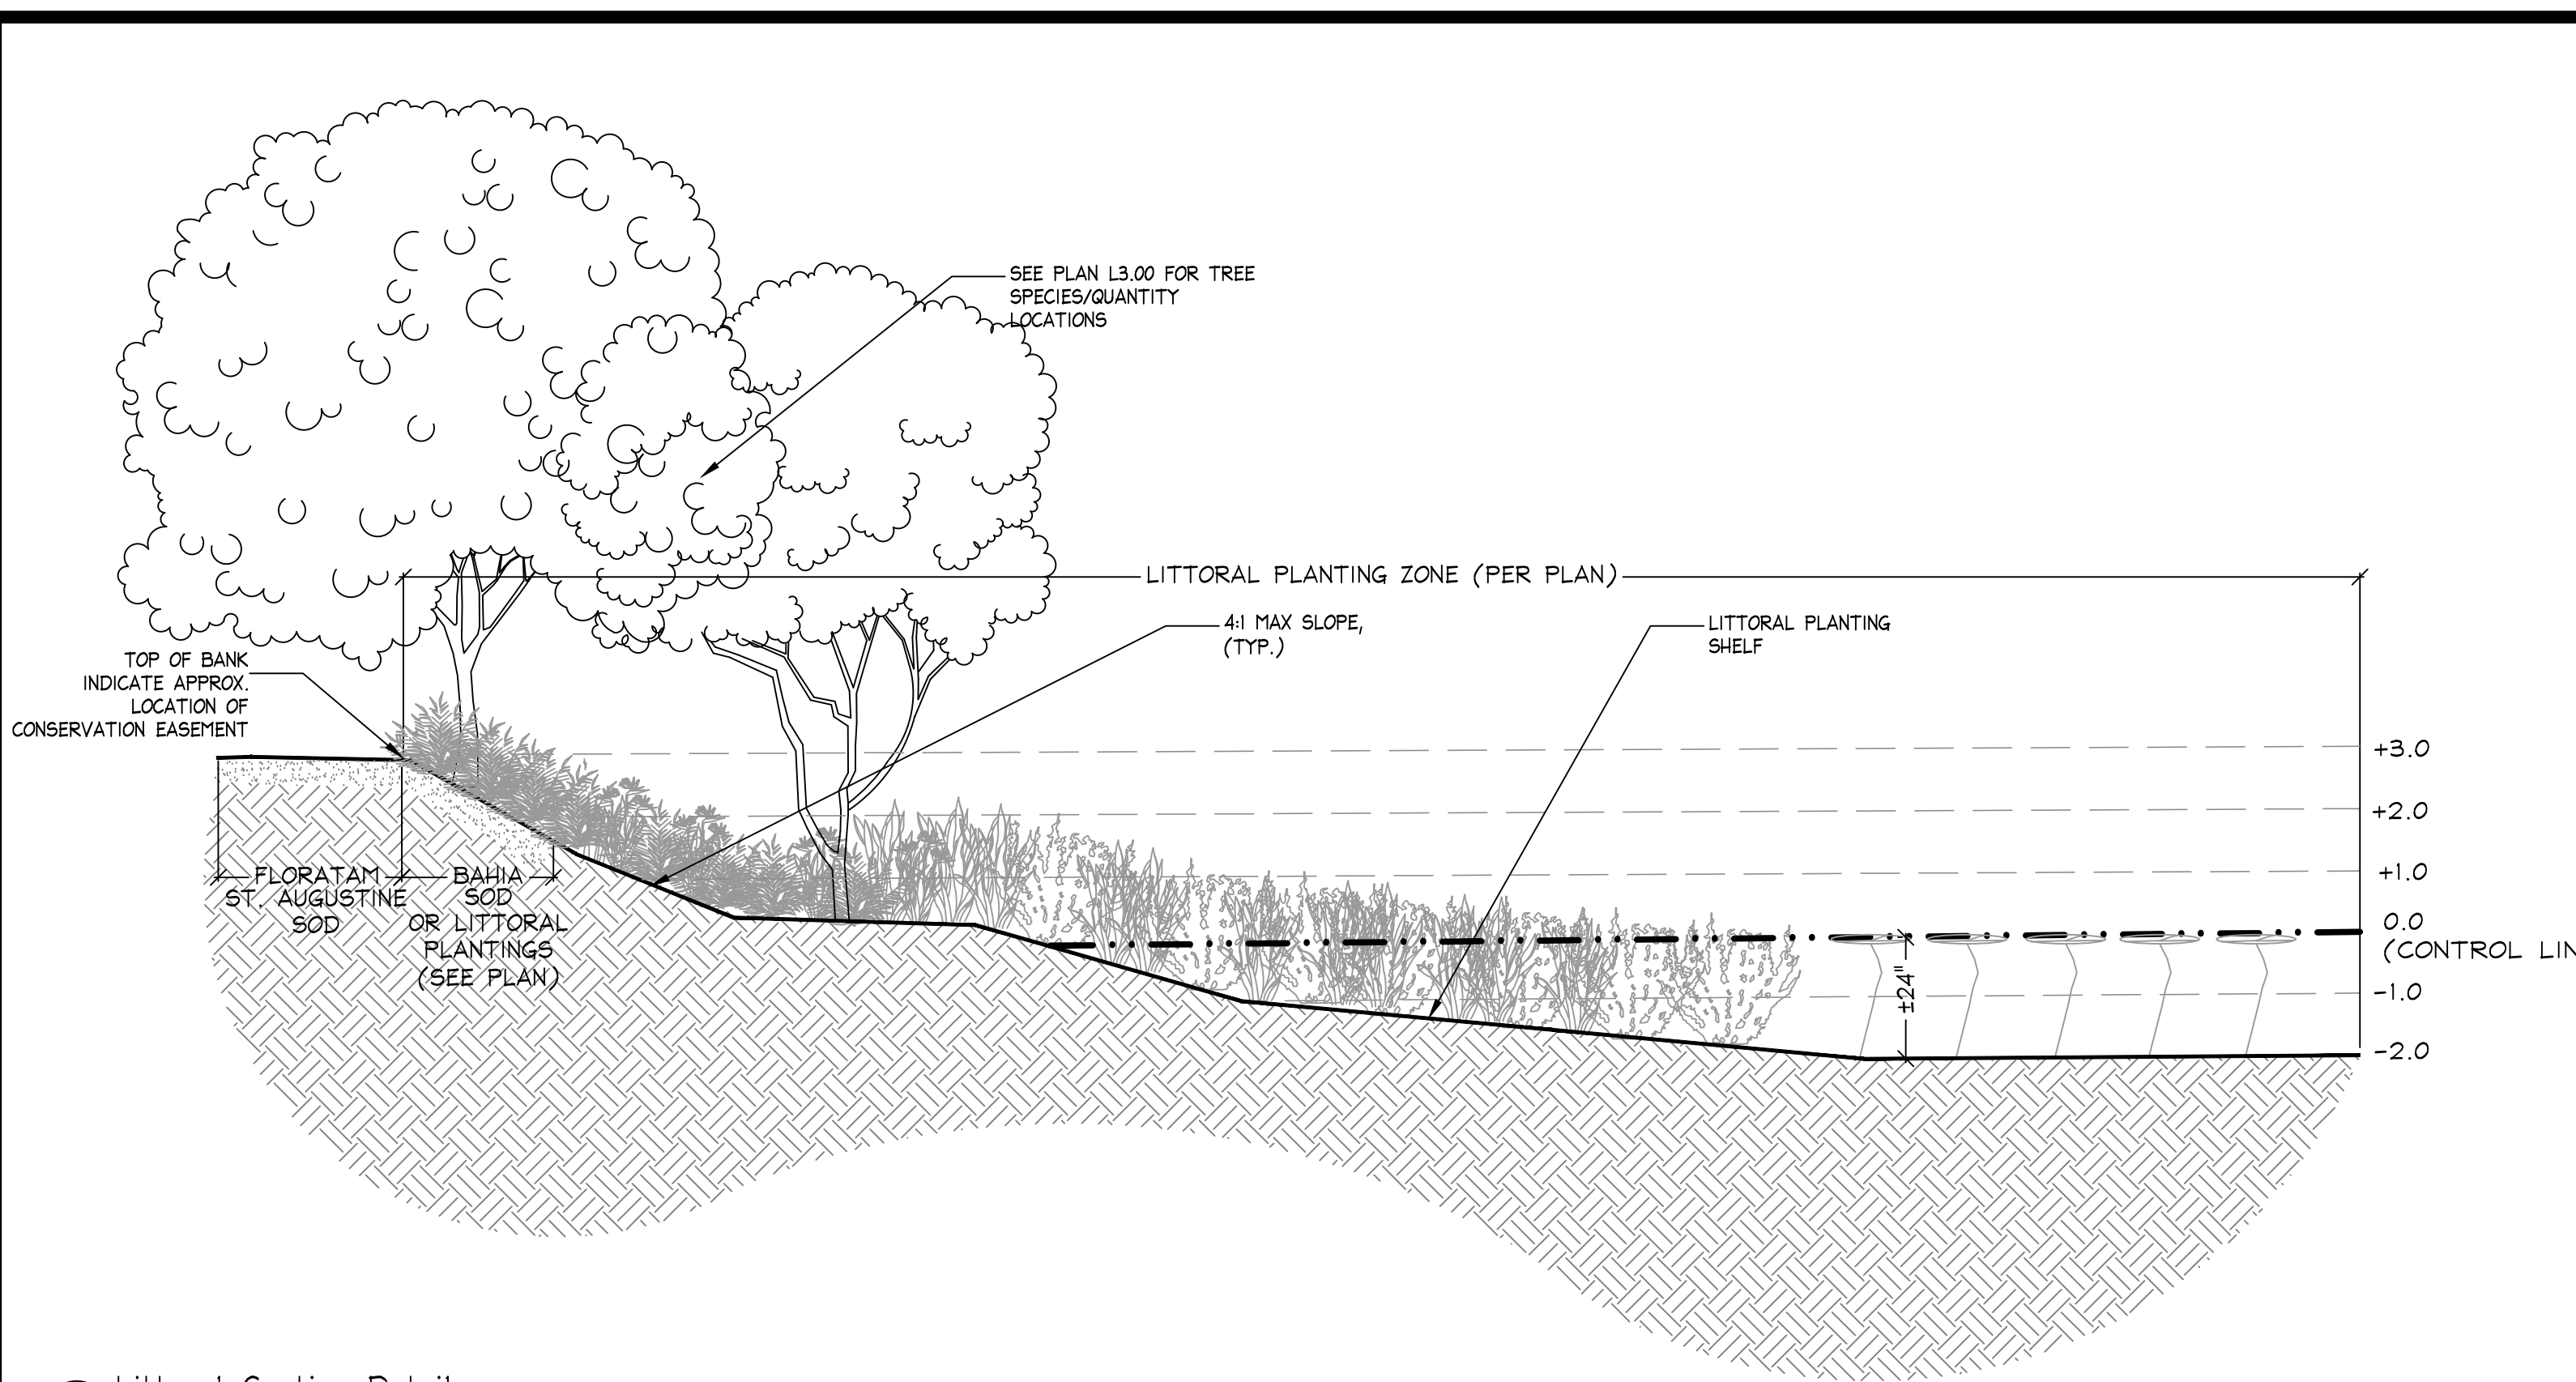 SEE PLAN L3.00 FOR TREE
SPECIES/QUANTITY
LOCATIONS
LITTORAL PLANTING ZONE (PER PLAN)
4:1 MAX SLOPE,
(TYP.)
LITTORAL PLANTING
SHELF
TOP OF BANK
INDICATE APPROX.
LOCATION OF
CONSERVATION EASEMENT
+3.0
+2.0
+1.0
0.0
(CONTROL LIN
-1.0
-2.0
±24"
FLORATAM
ST. AUGUSTINE
SOD
BAHIA
SOD
OR LITTORAL
PLANTINGS
(SEE PLAN)